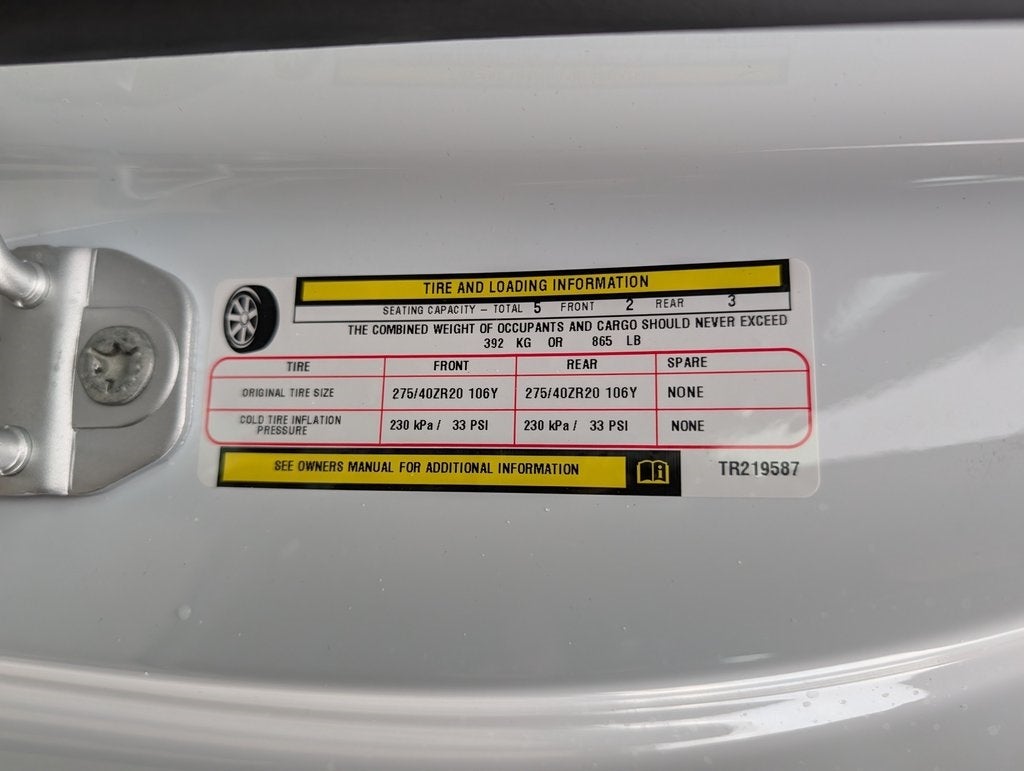 TIRE AND LOADING INFORMATION
SEATING CAPACITY – TOTAL 5 FRONT 2 REAR 3
THE COMBINED WEIGHT OF OCCUPANTS AND CARGO SHOULD NEVER EXCEED
392 KG OR 865 LB
TIRE FRONT REAR SPARE
ORIGINAL TIRE SIZE 275/40ZR20 106Y 275/40ZR20 106Y NONE
COLD TIRE INFLATION
PRESSURE 230 kPa / 33 PSI 230 kPa / 33 PSI NONE
SEE OWNERS MANUAL FOR ADDITIONAL INFORMATION
TR219587